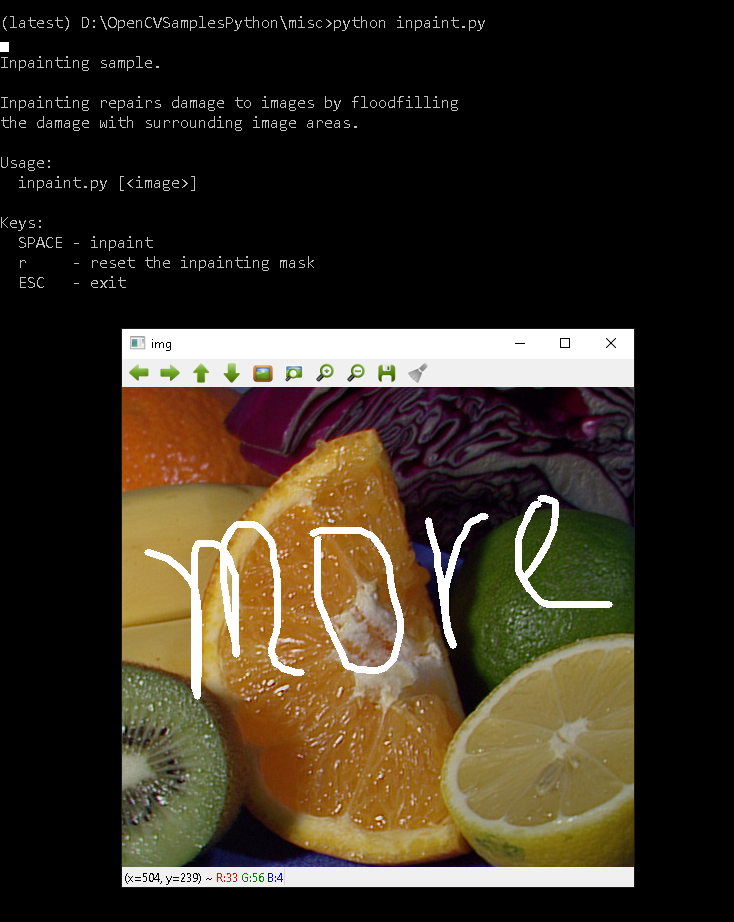 (latest) D:\OpenCVSamplesPython\misc>python inpaint.py
Inpainting sample.
Inpainting repairs damage to images by floodfilling
the damage with surrounding image areas.
Usage:
  inpaint.py [<image>]
Keys:
  SPACE - inpaint
  r     - reset the inpainting mask
  ESC   - exit
img
more
(x=504, y=239) ~ R:33 G:56 B:4